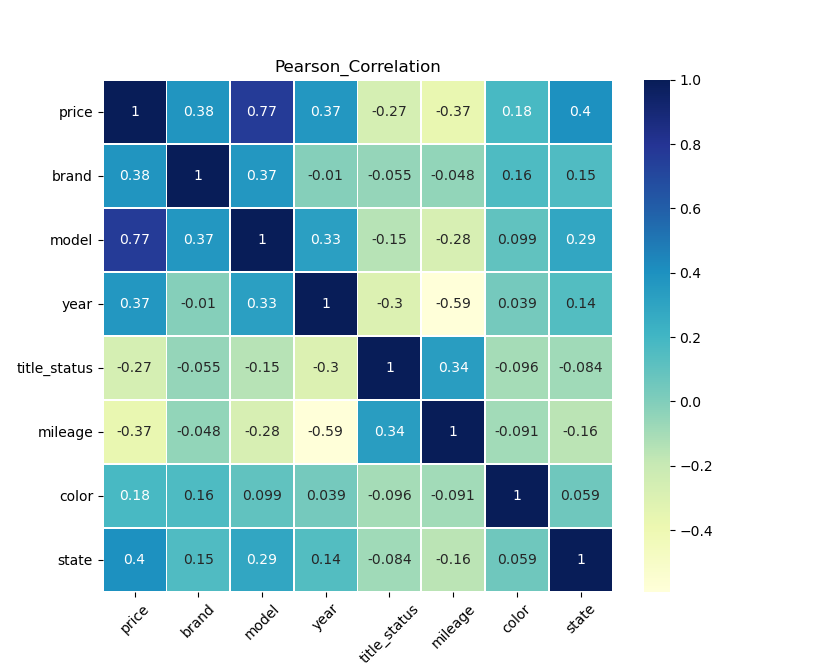 Pearson_Correlation
price 1 0.38 0.77 0.37 -0.27 -0.37 0.18 0.4
brand 0.38 1 0.37 -0.01 -0.055 -0.048 0.16 0.15
model 0.77 0.37 1 0.33 -0.15 -0.28 0.099 0.29
year 0.37 -0.01 0.33 1 -0.3 -0.59 0.039 0.14
title_status -0.27 -0.055 -0.15 -0.3 1 0.34 -0.096 -0.084
mileage -0.37 -0.048 -0.28 -0.59 0.34 1 -0.091 -0.16
color 0.18 0.16 0.099 0.039 -0.096 -0.091 1 0.059
state 0.4 0.15 0.29 0.14 -0.084 -0.16 0.059 1
price brand model year title_status mileage color state
1.0
0.8
0.6
0.4
0.2
0.0
−0.2
−0.4